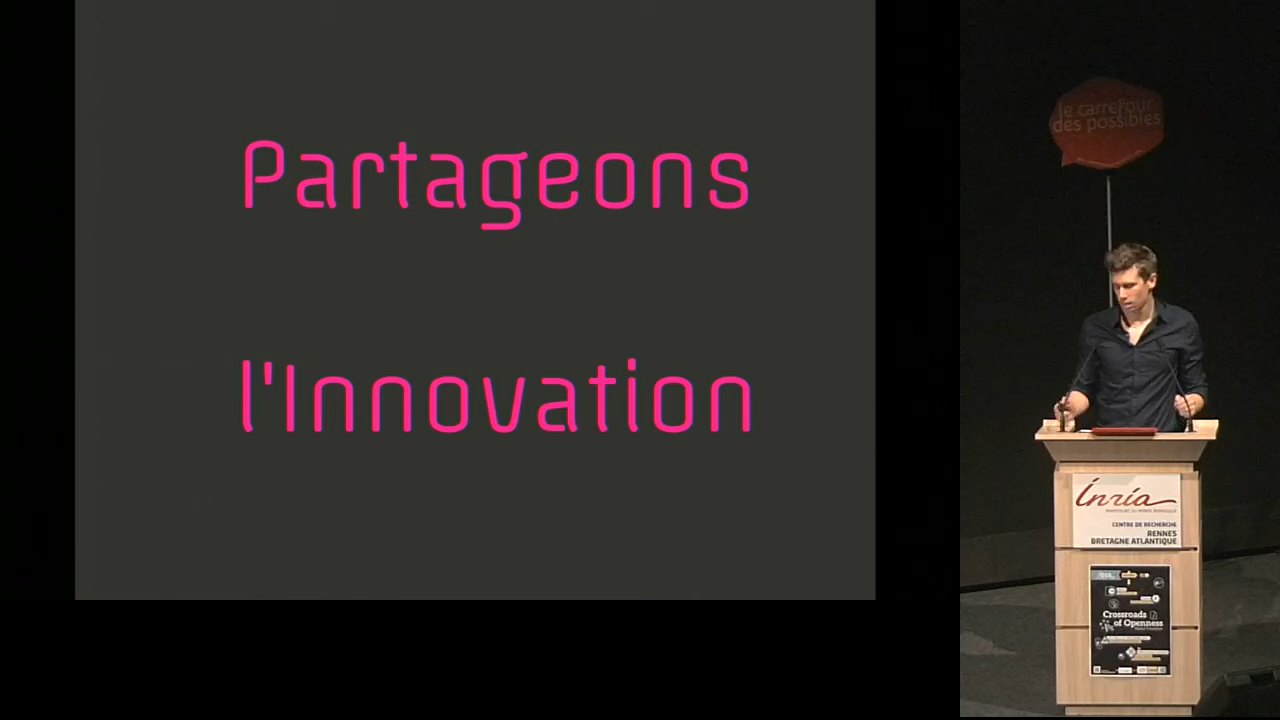 Partageons
l'Innovation
le carrefour
des possibles
Inria
CENTRE DE RECHERCHE
RENNES
BRETAGNE ATLANTIQUE
Crossroads
of Openness